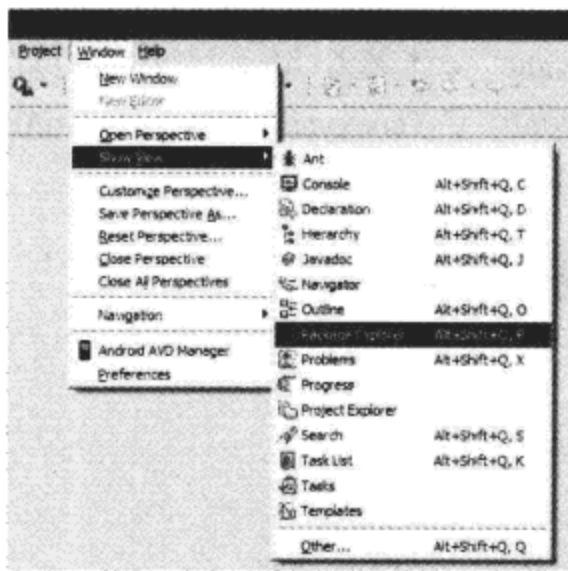 Project Window Help
New Window
New Editor
Open Perspective
Show View
Customize Perspective...
Save Perspective As...
Reset Perspective...
Close Perspective
Close All Perspectives
Navigation
Android AVD Manager
Preferences
Ant
Console Alt+Shift+Q, C
Declaration Alt+Shift+Q, D
Hierarchy Alt+Shift+Q, T
Javadoc Alt+Shift+Q, J
Navigator
Outline Alt+Shift+Q, O
Package Explorer Alt+Shift+Q, P
Problems Alt+Shift+Q, X
Progress
Project Explorer
Search Alt+Shift+Q, S
Task List Alt+Shift+Q, K
Tasks
Templates
Other... Alt+Shift+Q, Q